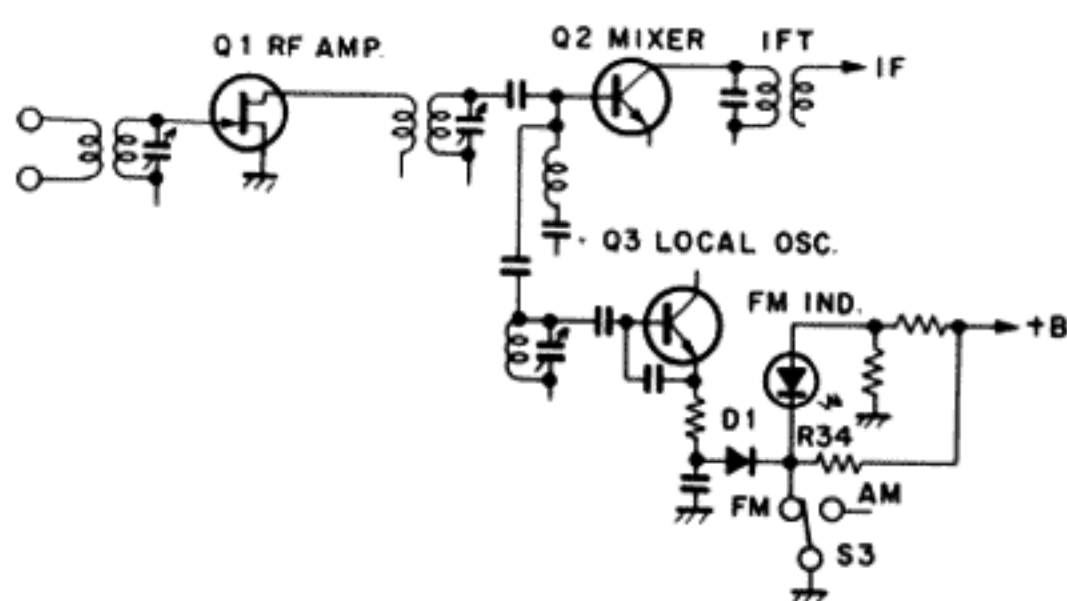 Q1 RF AMP.
Q2 MIXER
IFT
IF
Q3 LOCAL OSC.
FM IND.
+B
D1
R34
FM
AM
S3